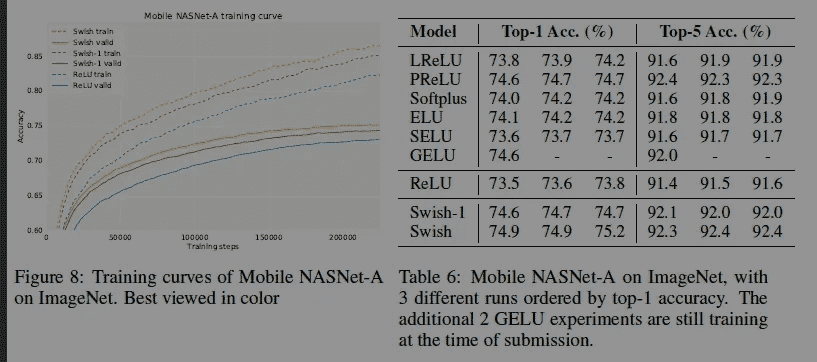 Mobile NASNet-A training curve
Swish train
Swish valid
Swish-1 train
Swish-1 valid
ReLU train
ReLU valid
Accuracy
0.85
0.80
0.75
0.70
0.65
0.60
0 50000 100000 150000 200000
Training steps
Figure 8: Training curves of Mobile NASNet-A
on ImageNet. Best viewed in color
Model Top-1 Acc. (%) Top-5 Acc. (%)
LReLU 73.8 73.9 74.2 91.6 91.9 91.9
PReLU 74.6 74.7 74.7 92.4 92.3 92.3
Softplus 74.0 74.2 74.2 91.6 91.8 91.9
ELU 74.1 74.2 74.2 91.8 91.8 91.8
SELU 73.6 73.7 73.7 91.6 91.7 91.7
GELU 74.6 - - 92.0 - -
ReLU 73.5 73.6 73.8 91.4 91.5 91.6
Swish-1 74.6 74.7 74.7 92.1 92.0 92.0
Swish 74.9 74.9 75.2 92.3 92.4 92.4
Table 6: Mobile NASNet-A on ImageNet, with
3 different runs ordered by top-1 accuracy. The
additional 2 GELU experiments are still training
at the time of submission.